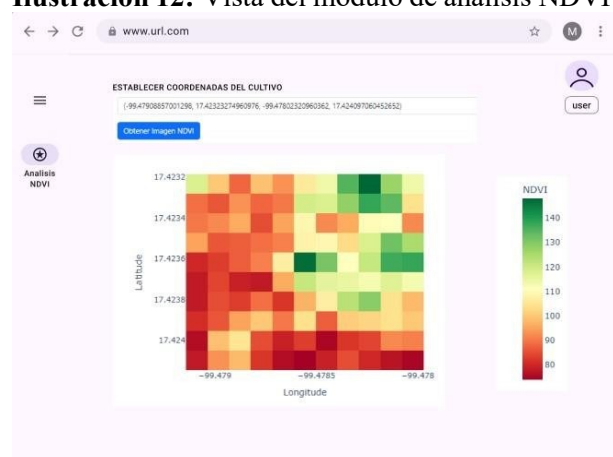 Ilustración 12: Vista del módulo de análisis NDVI
www.url.com
M
ESTABLECER COORDENADAS DEL CULTIVO
user
(-99.47908857001298, 17.42323274960976, -99.47802320960362, 17.424097060452652)
Obtener Imagen NDVI
Analisis
NDVI
17.4232
17.4234
17.4236
17.4238
17.424
Latitude
−99.479
−99.4785
−99.478
Longitude
NDVI
140
130
120
110
100
90
80